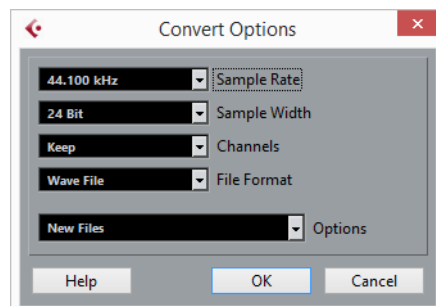 Convert Options
44.100 kHz Sample Rate
24 Bit Sample Width
Keep Channels
Wave File File Format
New Files Options
Help OK Cancel